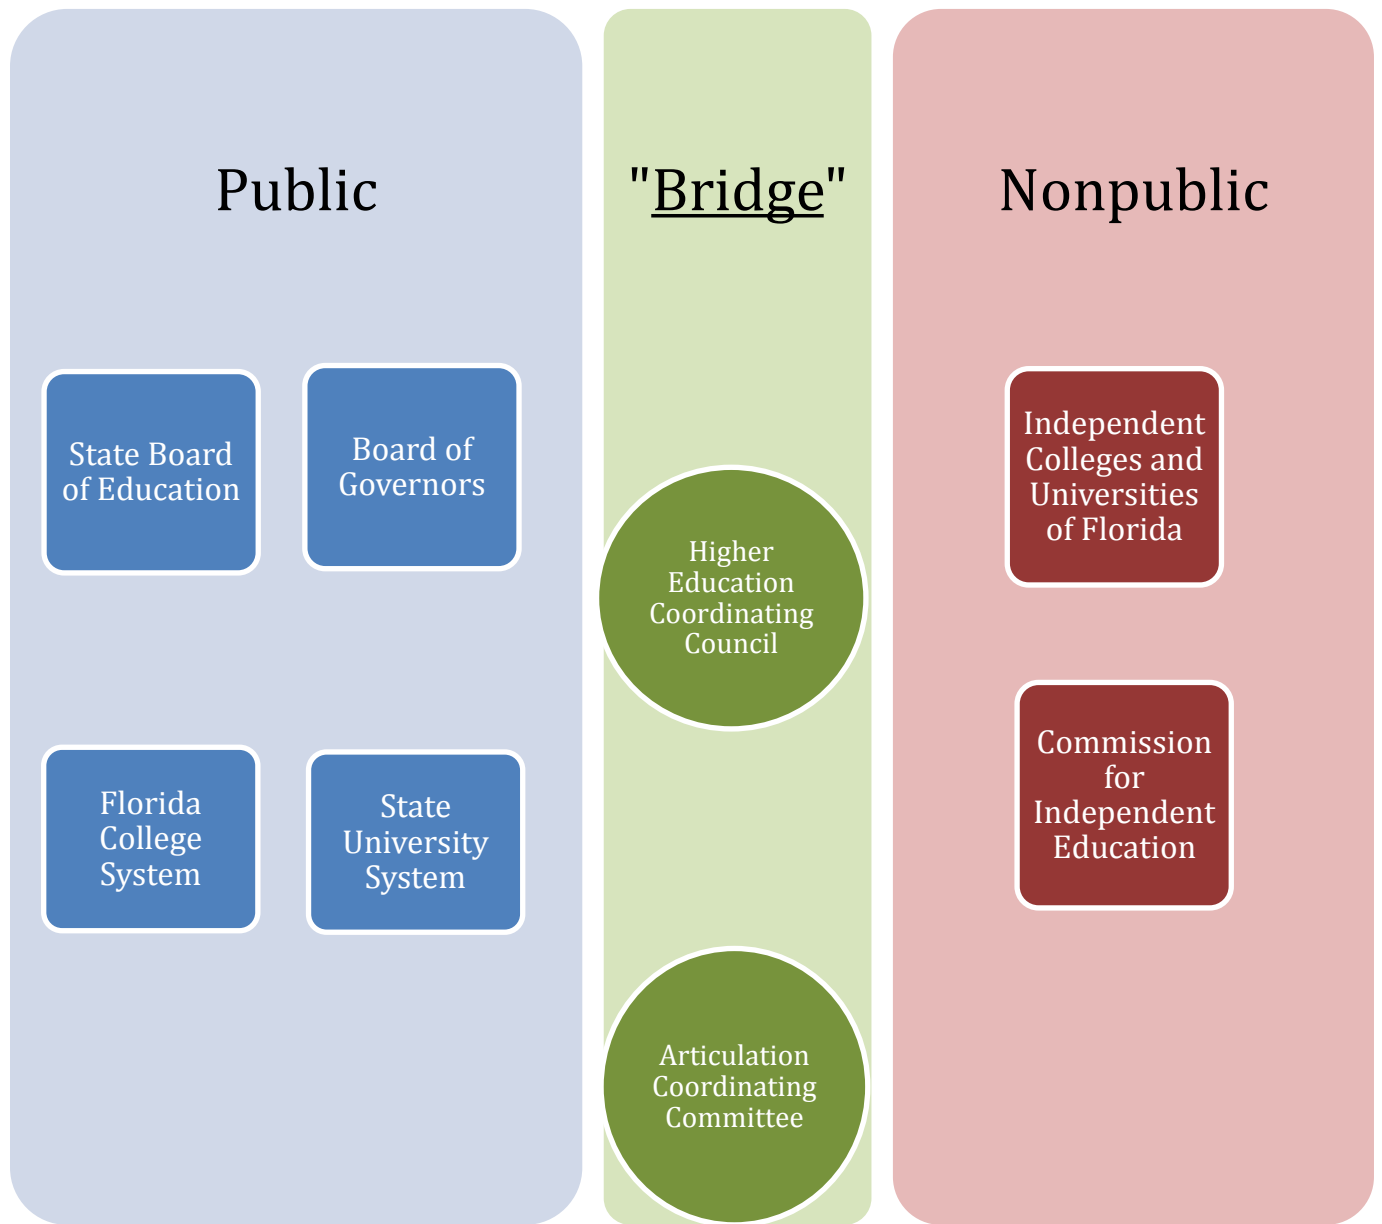 Public
"Bridge"
Nonpublic
State Board
of Education
Board of
Governors
Florida
College
System
State
University
System
Higher
Education
Coordinating
Council
Articulation
Coordinating
Committee
Independent
Colleges and
Universities
of Florida
Commission
for
Independent
Education